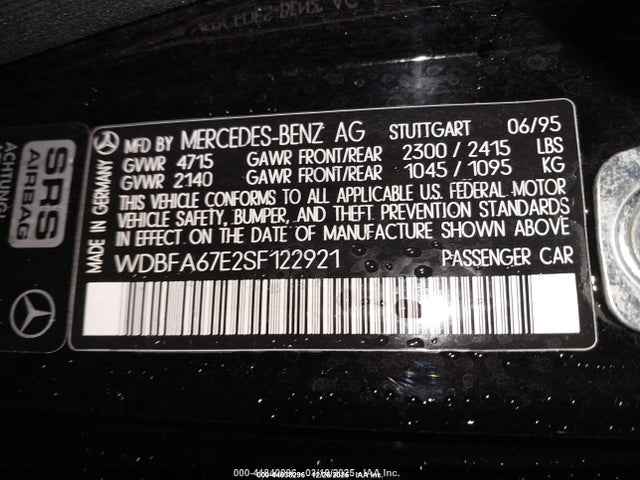 MFD BY MERCEDES-BENZ AG STUTTGART 06/95
GVWR 4715 GAWR FRONT/REAR 2300 / 2415 LBS
GVWR 2140 GAWR FRONT/REAR 1045 / 1095 KG
THIS VEHICLE CONFORMS TO ALL APPLICABLE U.S. FEDERAL MOTOR
VEHICLE SAFETY, BUMPER, AND THEFT PREVENTION STANDARDS
IN EFFECT ON THE DATE OF MANUFACTURE SHOWN ABOVE
WDBFA67E2SF122921 PASSENGER CAR
MADE IN GERMANY
SRS
AIRBAG
ACHTUNG!